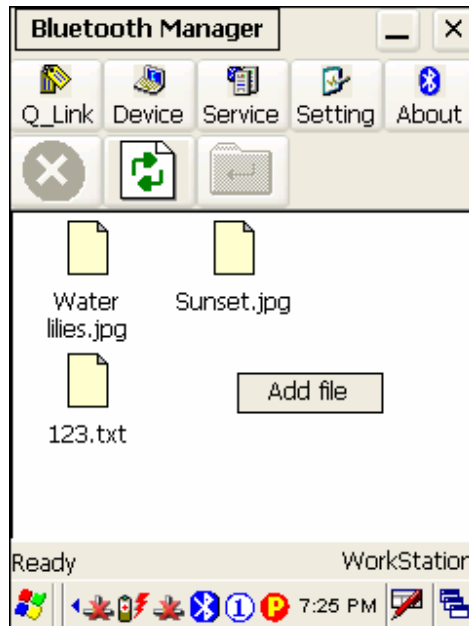 Bluetooth Manager
Q_Link Device Service Setting About
Water
lilies.jpg
Sunset.jpg
123.txt
Add file
Ready WorkStation
1 P 7:25 PM